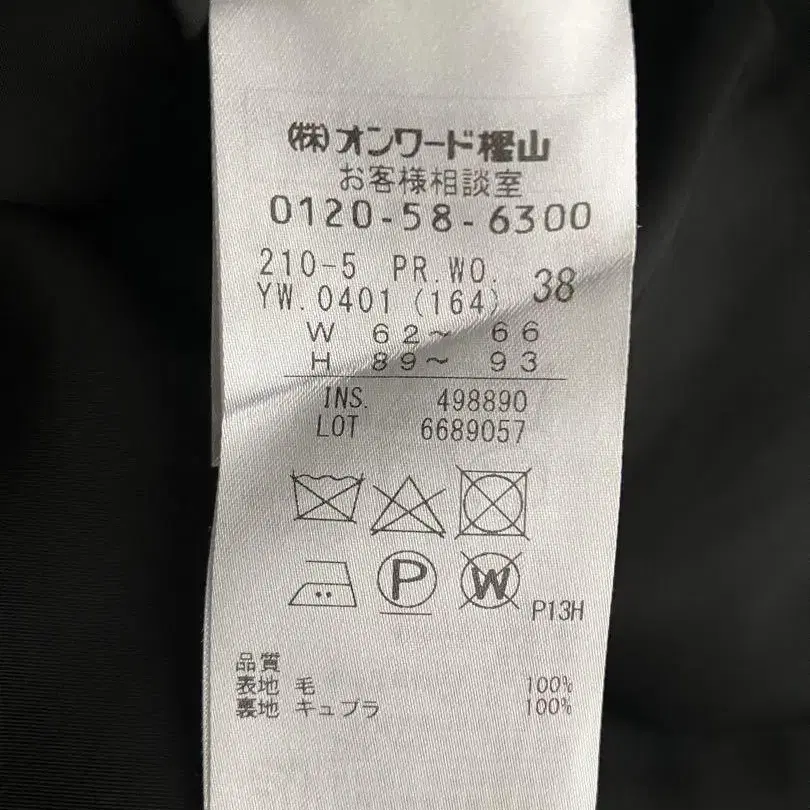 (株)オンワード樫山
お客様相談室
0120-58-6300
210-5 PR.WO. 38
YW.0401 (164)
W 62~ 66
H 89~ 93
INS. 498890
LOT 6689057
P W P13H
品質
表地 毛 100%
裏地 キュプラ 100%